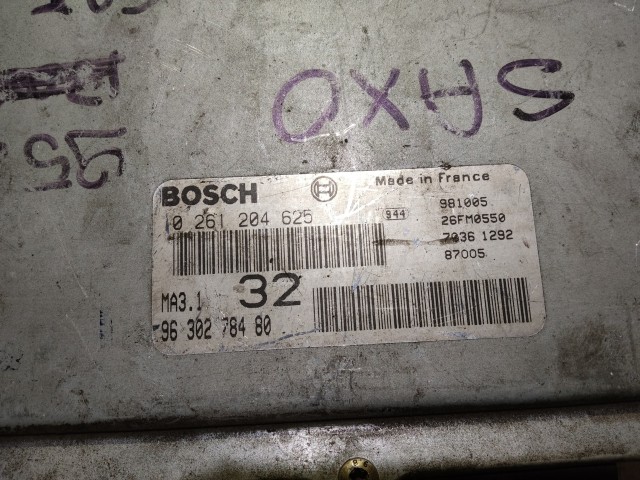 SAXO
BOSCH
Made in France
0 261 204 625
944
981005
26FM0550
7036 1292
87005
MA3.1
32
96 302 784 80